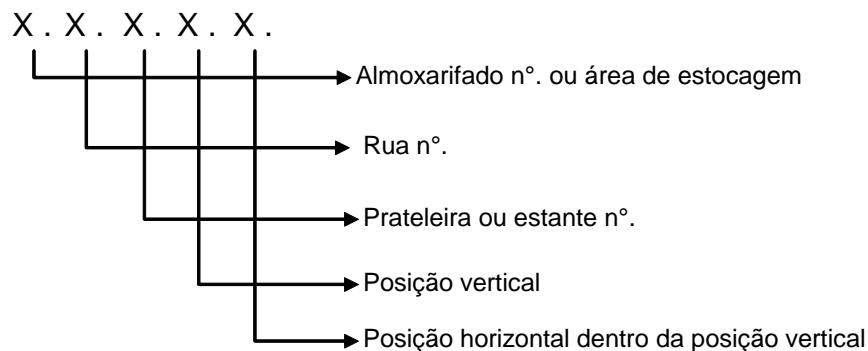 X . X . X . X . X .
Almoxarifado n°. ou área de estocagem
Rua n°.
Prateleira ou estante n°.
Posição vertical
Posição horizontal dentro da posição vertical